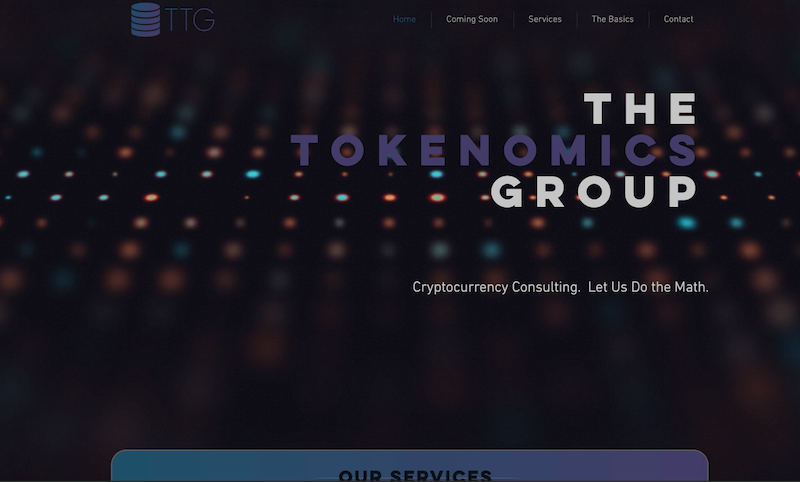 TTG
Home
Coming Soon
Services
The Basics
Contact
THE
TOKENOMICS
GROUP
Cryptocurrency Consulting.  Let Us Do the Math.
OUR SERVICES